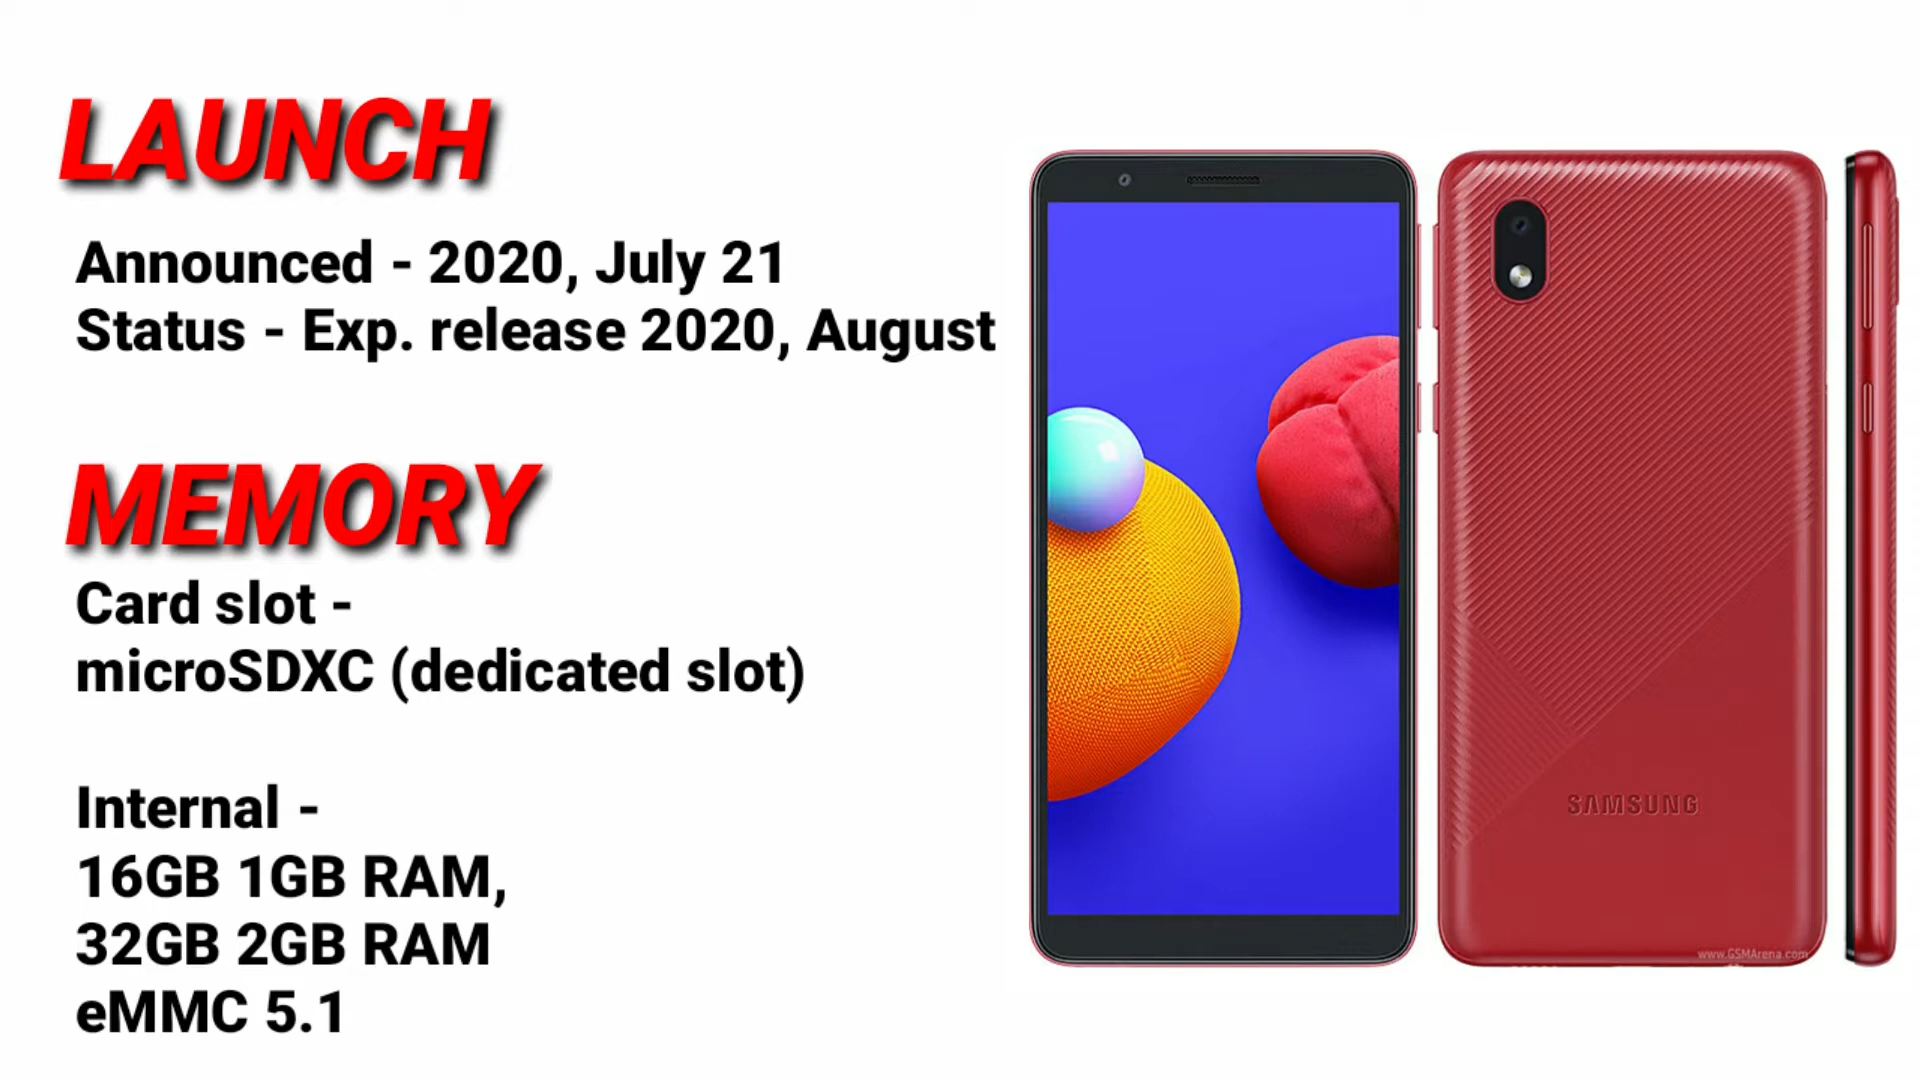 LAUNCH
Announced - 2020, July 21
Status - Exp. release 2020, August
MEMORY
Card slot -
microSDXC (dedicated slot)
Internal -
16GB 1GB RAM,
32GB 2GB RAM
eMMC 5.1
SAMSUNG
www.GSMArena.com